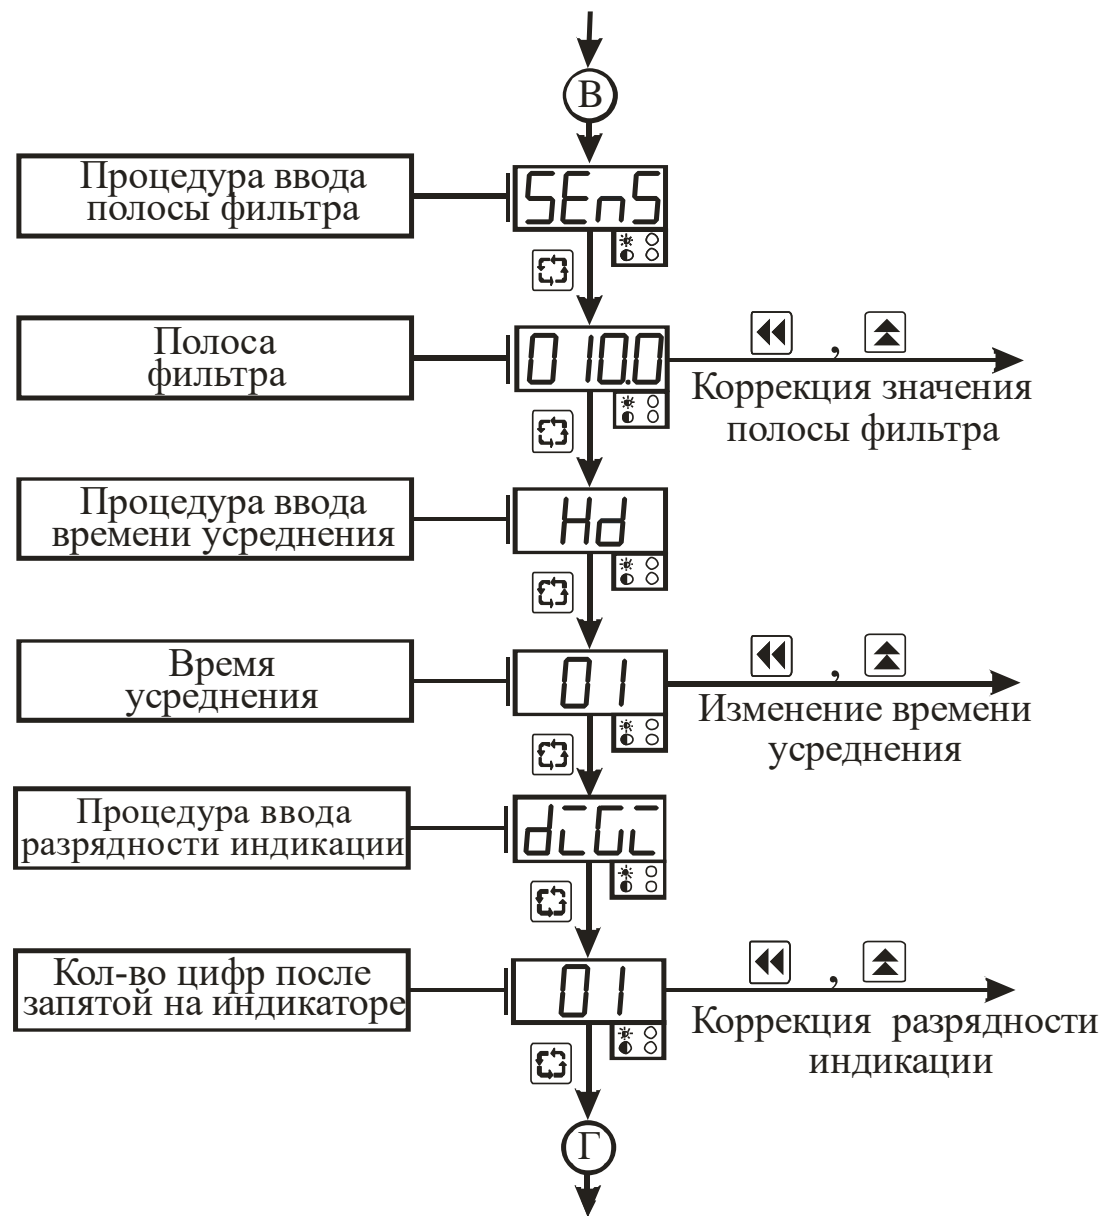 В
Процедура ввода
полосы фильтра
SEnS
Полоса
фильтра
010.0
,
Коррекция значения
полосы фильтра
Процедура ввода
времени усреднения
Hd
Время
усреднения
01
,
Изменение времени
усреднения
Процедура ввода
разрядности индикации
diGi
Кол-во цифр после
запятой на индикаторе
01
,
Коррекция разрядности
индикации
Г